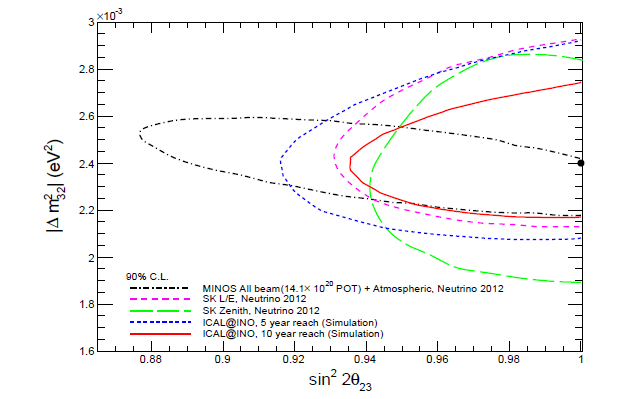 ×10⁻³
3
2.8
2.6
2.4
2.2
2
1.8
1.6
|Δ m²₃₂| (eV²)
90% C.L.
MINOS All beam(14.1× 10²⁰ POT) + Atmospheric, Neutrino 2012
SK L/E, Neutrino 2012
SK Zenith, Neutrino 2012
ICAL@INO, 5 year reach (Simulation)
ICAL@INO, 10 year reach (Simulation)
0.88 0.9 0.92 0.94 0.96 0.98 1
sin² 2θ₂₃